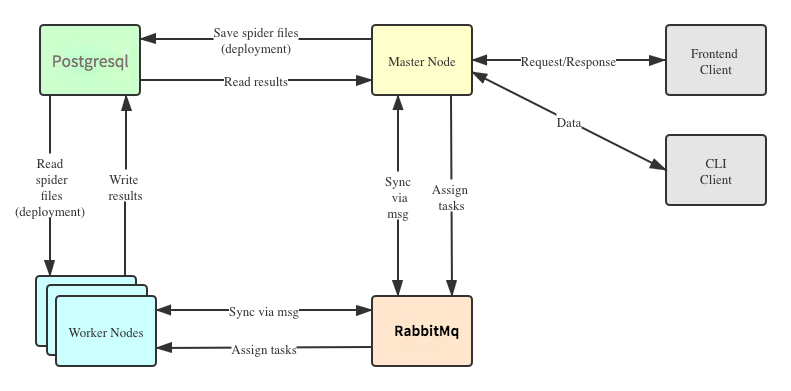 Save spider files
(deployment)
Postgresql
Master Node
Frontend
Client
Request/Response
Read results
Data
CLI
Client
Read
spider
files
(deployment)
Write
results
Sync
via
msg
Assign
tasks
Sync via msg
Worker Nodes
RabbitMq
Assign tasks